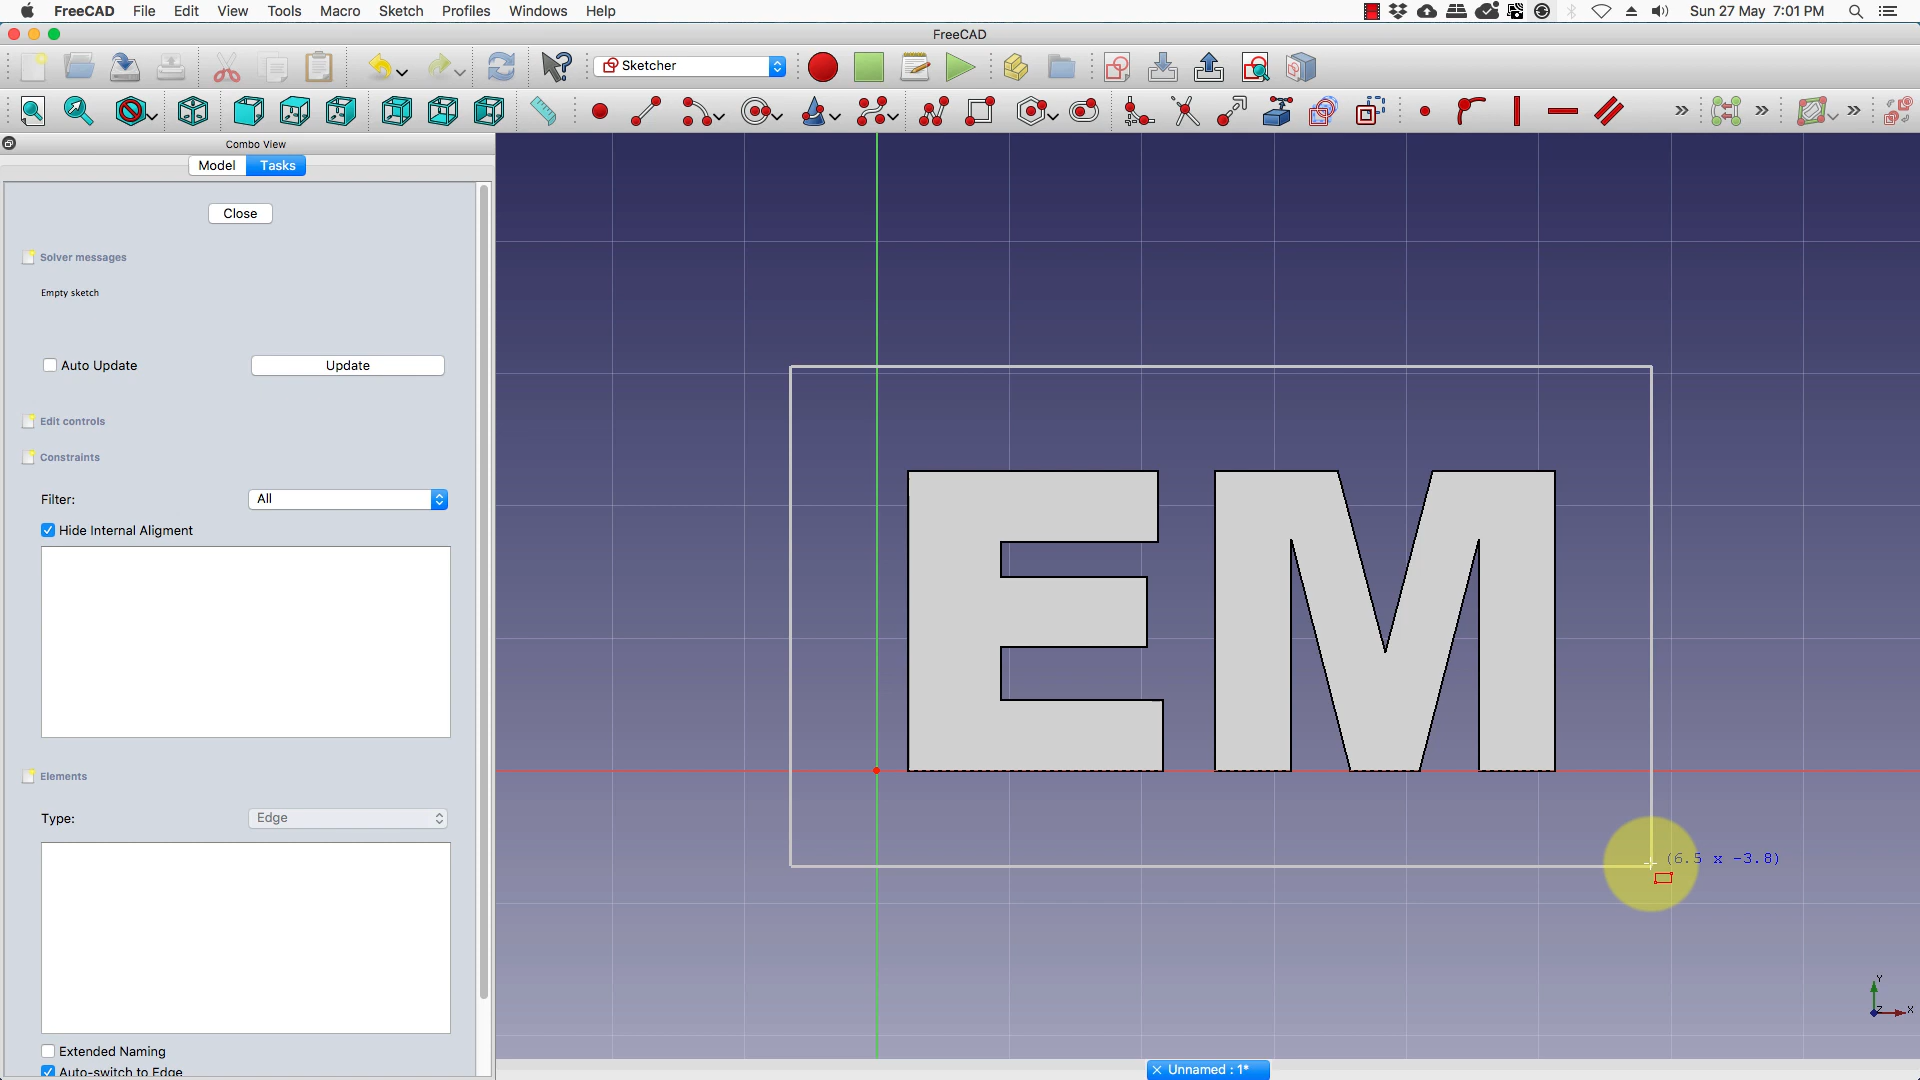 FreeCAD File Edit View Tools Macro Sketch Profiles Windows Help Sun 27 May 7:01 PM
FreeCAD
Sketcher
Combo View
Model Tasks
Close
Solver messages
Empty sketch
Auto Update Update
Edit controls
Constraints
Filter: All
Hide Internal Aligment
Elements
Type: Edge
Extended Naming
Auto-switch to Edge
EM
(6.5 x -3.8)
Y
Z X
Unnamed : 1*